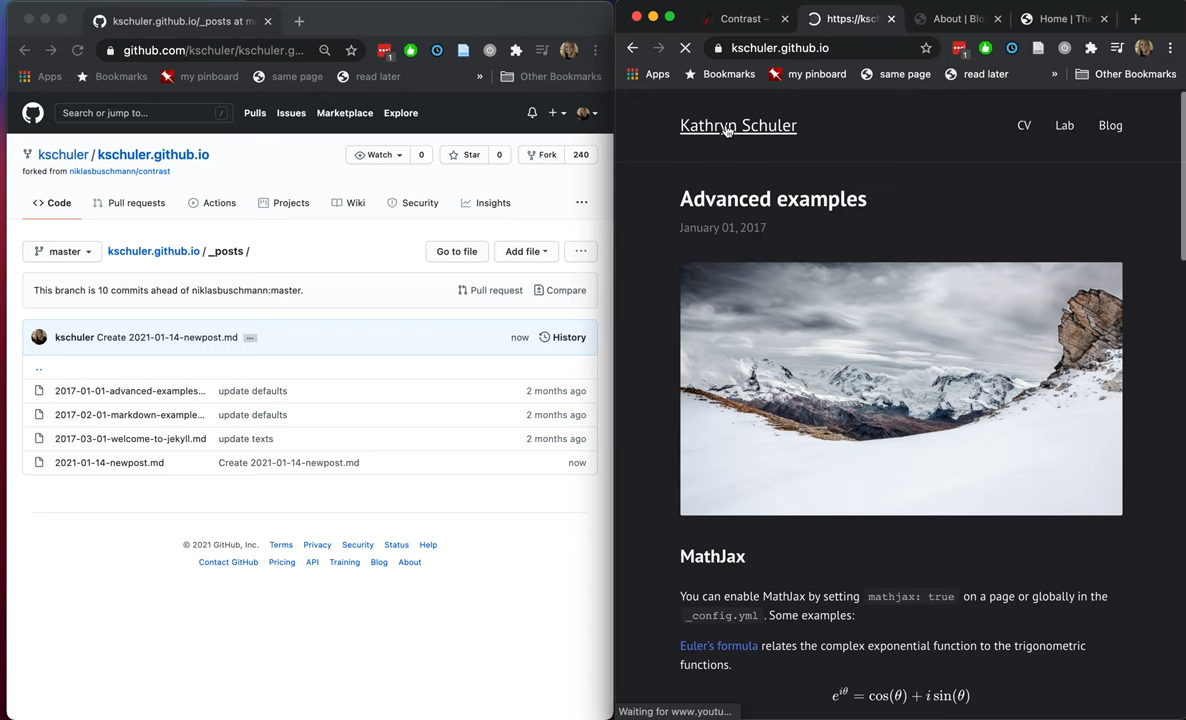 kschuler.github.io/_posts at ma
github.com/kschuler/kschuler.g...
Apps Bookmarks my pinboard same page read later » Other Bookmarks
Search or jump to... /
Pulls Issues Marketplace Explore
kschuler / kschuler.github.io
forked from niklasbuschmann/contrast
Watch 0 Star 0 Fork 240
Code Pull requests Actions Projects Wiki Security Insights ...
master kschuler.github.io / _posts /
Go to file Add file ...
This branch is 10 commits ahead of niklasbuschmann:master.
Pull request Compare
kschuler Create 2021-01-14-newpost.md ... now History
..
2017-01-01-advanced-examples... update defaults 2 months ago
2017-02-01-markdown-example... update defaults 2 months ago
2017-03-01-welcome-to-jekyll.md update texts 2 months ago
2021-01-14-newpost.md Create 2021-01-14-newpost.md now
© 2021 GitHub, Inc. Terms Privacy Security Status Help
Contact GitHub Pricing API Training Blog About
Contrast – https://ksch About | Blo Home | The
kschuler.github.io
Apps Bookmarks my pinboard same page read later » Other Bookmarks
Kathryn Schuler
CV Lab Blog
Advanced examples
January 01, 2017
MathJax
You can enable MathJax by setting mathjax: true on a page or globally in the
_config.yml . Some examples:
Euler's formula relates the complex exponential function to the trigonometric
functions.
e^{iθ} = cos(θ) + i sin(θ)
Waiting for www.youtu...